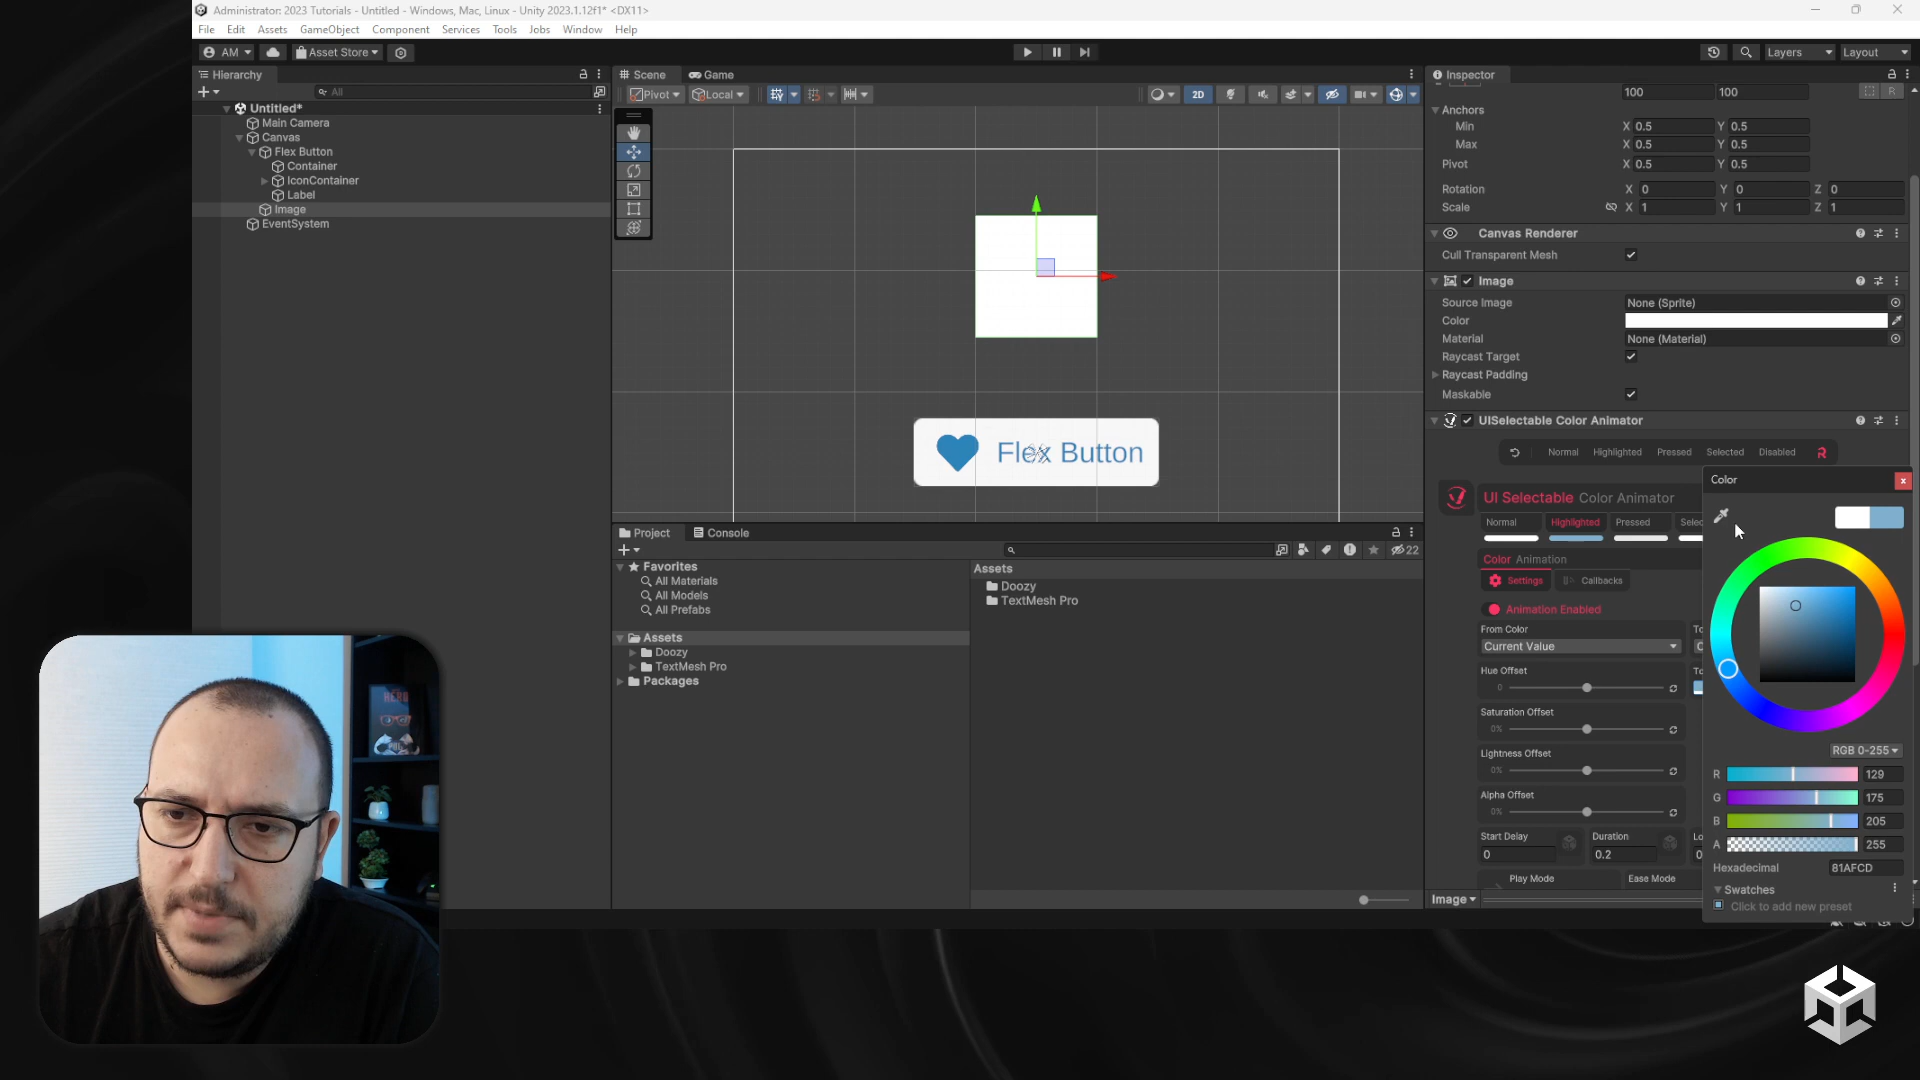 Administrator: 2023 Tutorials - Untitled - Windows, Mac, Linux - Unity 2023.1.12f1* <DX11>
File Edit Assets GameObject Component Services Tools Jobs Window Help
AM Asset Store Layers Layout
Hierarchy
All
Untitled*
Main Camera
Canvas
Flex Button
Container
IconContainer
Label
Image
EventSystem
Scene Game
Pivot Local 2D
Flex Button
Project Console
22
Favorites
All Materials
All Models
All Prefabs
Assets
Doozy
TextMesh Pro
Packages
Assets
Doozy
TextMesh Pro
Inspector
100 100 R
Anchors
Min X 0.5 Y 0.5
Max X 0.5 Y 0.5
Pivot X 0.5 Y 0.5
Rotation X 0 Y 0 Z 0
Scale X 1 Y 1 Z 1
Canvas Renderer
Cull Transparent Mesh
Image
Source Image None (Sprite)
Color
Material None (Material)
Raycast Target
Raycast Padding
Maskable
UISelectable Color Animator
Normal Highlighted Pressed Selected Disabled R
UI Selectable Color Animator
Normal Highlighted Pressed Selec
Color Animation
Settings Callbacks
Animation Enabled
From Color
Current Value
Hue Offset
0
Saturation Offset
0%
Lightness Offset
0%
Alpha Offset
0%
Start Delay Duration
0 0.2
Play Mode Ease Mode
Image
Color
x
RGB 0-255
R 129
G 175
B 205
A 255
Hexadecimal 81AFCD
Swatches
Click to add new preset